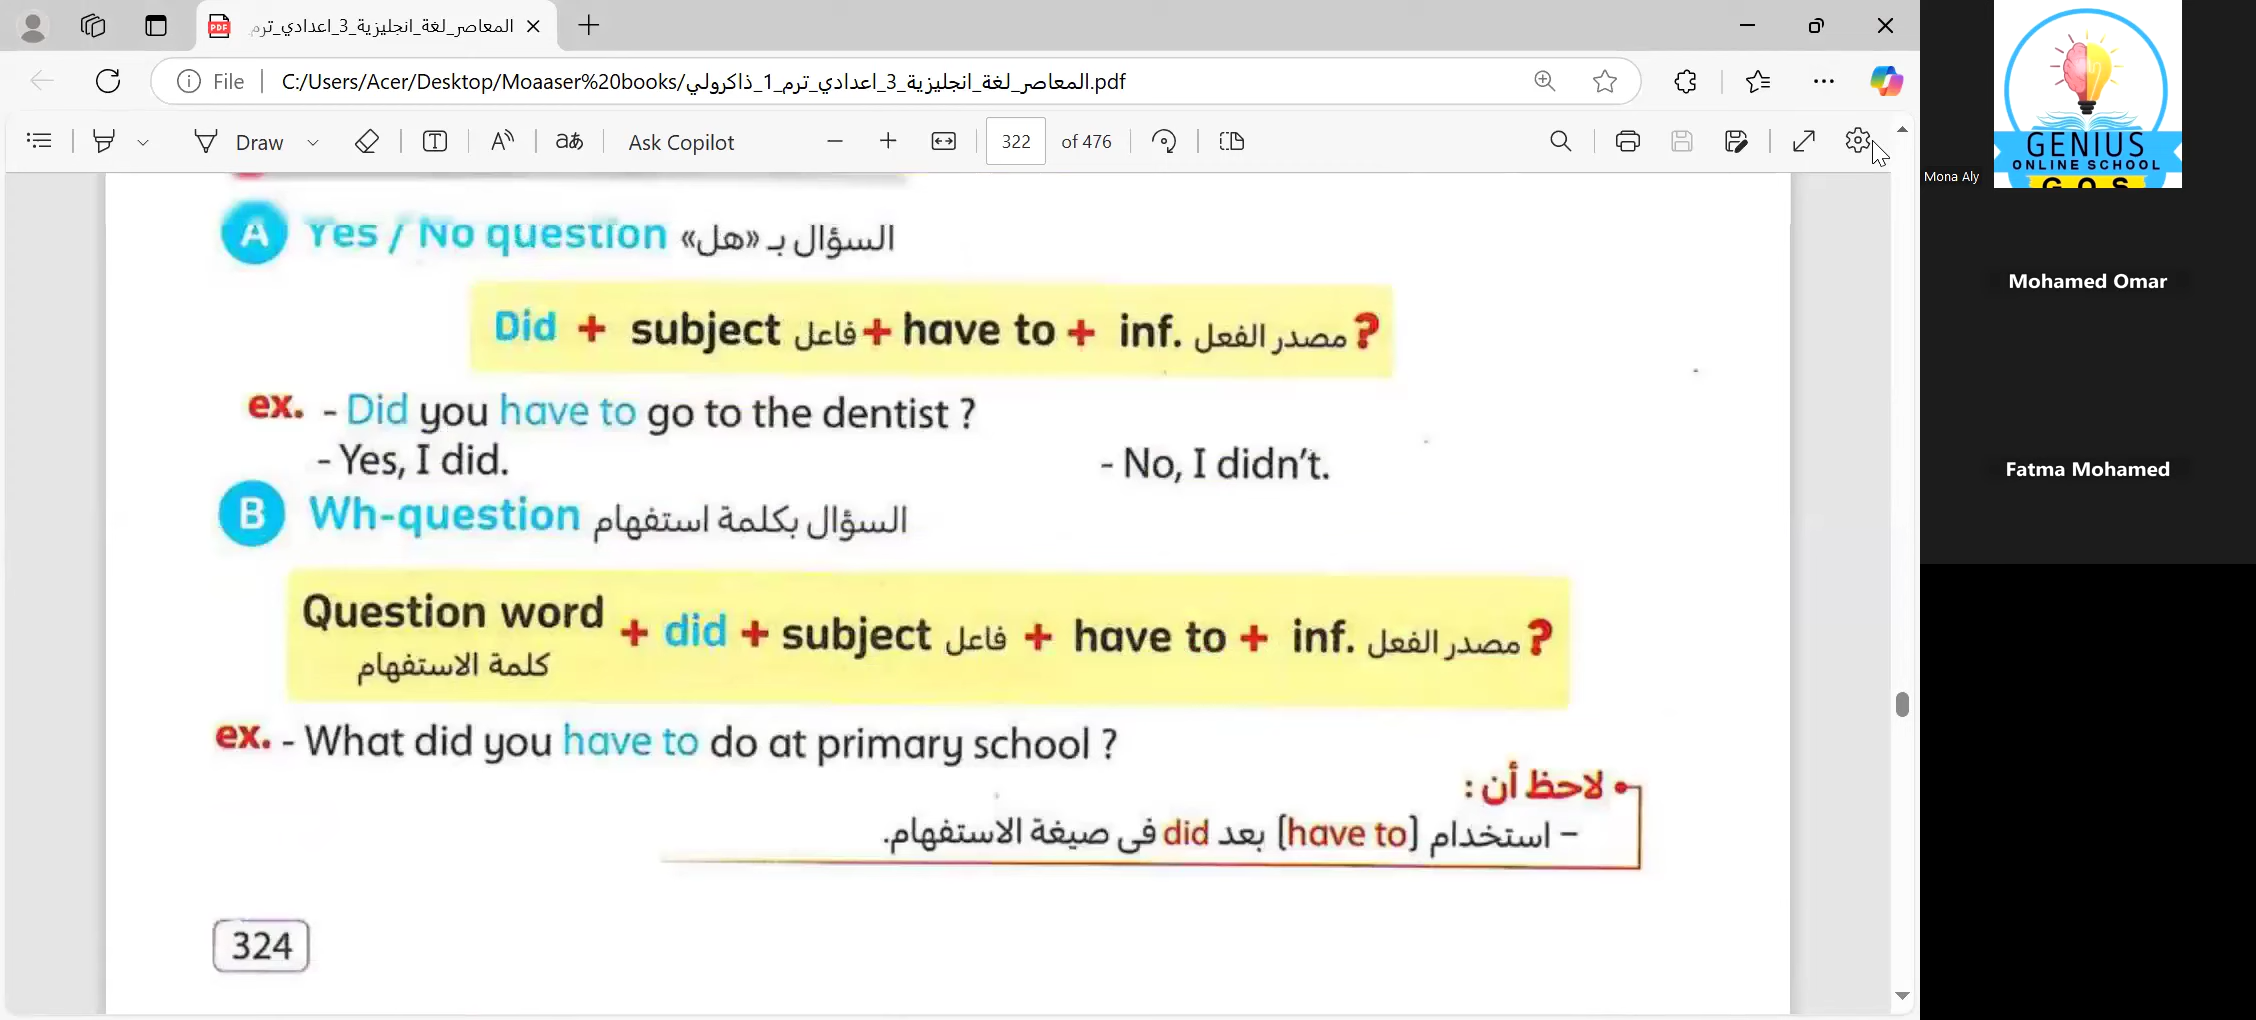 المعاصر_لغة_انجليزية_3_اعدادي_ترم
File
C:/Users/Acer/Desktop/Moaaser%20books/المعاصر_لغة_انجليزية_3_اعدادي_ترم_1_ذاكرولي.pdf
Draw
Ask Copilot
322 of 476
A Yes / No question السؤال بـ «هل»
Did + subject فاعل + have to + inf. مصدر الفعل ?
ex. - Did you have to go to the dentist ?
- Yes, I did. - No, I didn't.
B Wh-question السؤال بكلمة استفهام
Question word + did + subject فاعل + have to + inf. مصدر الفعل ?
كلمة الاستفهام
ex. - What did you have to do at primary school ?
لاحظ أن :
– استخدام (have to) بعد did فى صيغة الاستفهام.
324
GENIUS
ONLINE SCHOOL
GOS
Mona Aly
Mohamed Omar
Fatma Mohamed